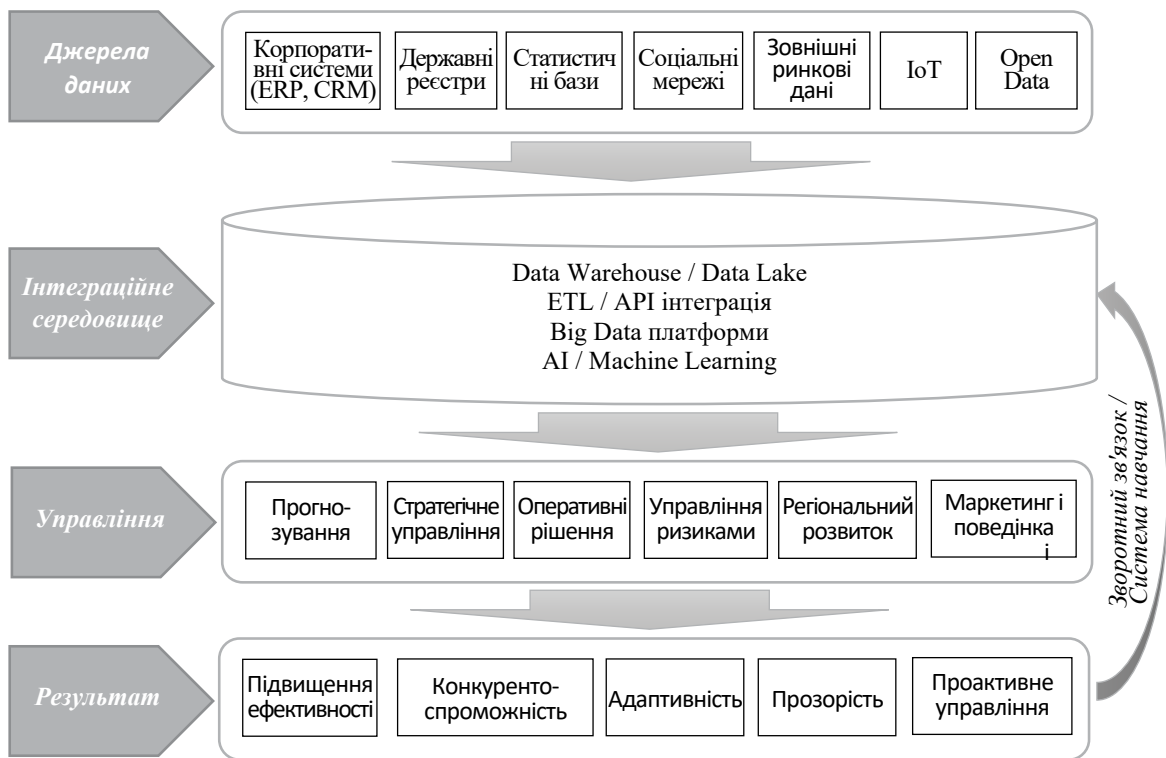 Джерела
даних
Корпорати-
вні системи
(ERP, CRM)
Державні
реєстри
Статистич
ні бази
Соціальні
мережі
Зовнішні
ринкові
дані
IoT
Open
Data
Інтеграційне
середовище
Data Warehouse / Data Lake
ETL / API інтеграція
Big Data платформи
AI / Machine Learning
Зворотний зв'язок /
Система навчання
Управління
Прогно-
зування
Стратегічне
управління
Оперативні
рішення
Управління
ризиками
Регіональний
розвиток
Маркетинг і
поведінка
і
Результат
Підвищення
ефективності
Конкуренто-
спроможність
Адаптивність
Прозорість
Проактивне
управління